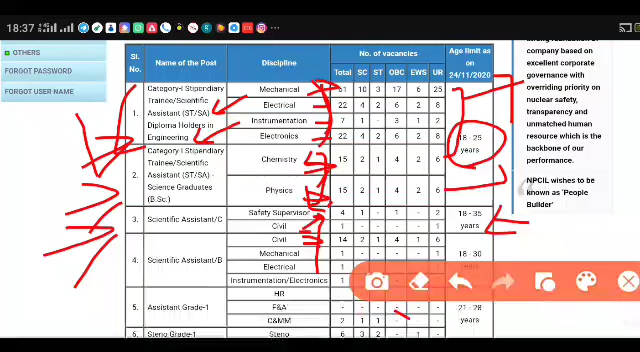 18:37
81%
OTHERS
FORGOT PASSWORD
FORGOT USER NAME
Sl. No. Name of the Post Discipline No. of vacancies Age limit as on 24/11/2020
Total SC ST OBC EWS UR
1. Category-I Stipendiary Trainee/Scientific Assistant (ST/SA) Diploma Holders in Engineering
Mechanical 61 10 3 17 6 25
Electrical 22 4 2 6 2 8
Instrumentation 7 1 - 3 1 2
Electronics 22 4 2 6 2 8
18 - 25 years
2. Category I Stipendiary Trainee/Scientific Assistant (ST/SA) - Science Graduates (B.Sc.)
Chemistry 15 2 1 4 2 6
Physics 15 2 1 4 2 6
3. Scientific Assistant/C
Safety Supervisor 4 1 - 1 - 2
Civil 1 - - - - 1
18 - 35 years
4. Scientific Assistant/B
Civil 14 2 1 4 1 6
Mechanical 1 - - - - 1
Electrical 1 - - - 1
Instrumentation/Electronics 1
18 - 30 years
5. Assistant Grade-1
HR
F&A
C&MM 2 1 1 - - -
21 - 28 years
6. Steno Grade-1 Steno 6 3 2 - 1 -
company based on
excellent corporate
governance with
overriding priority on
nuclear safety,
transparency and
unmatched human
resource which is the
backbone of our
performance.
NPCIL wishes to
be known as 'People
Builder'